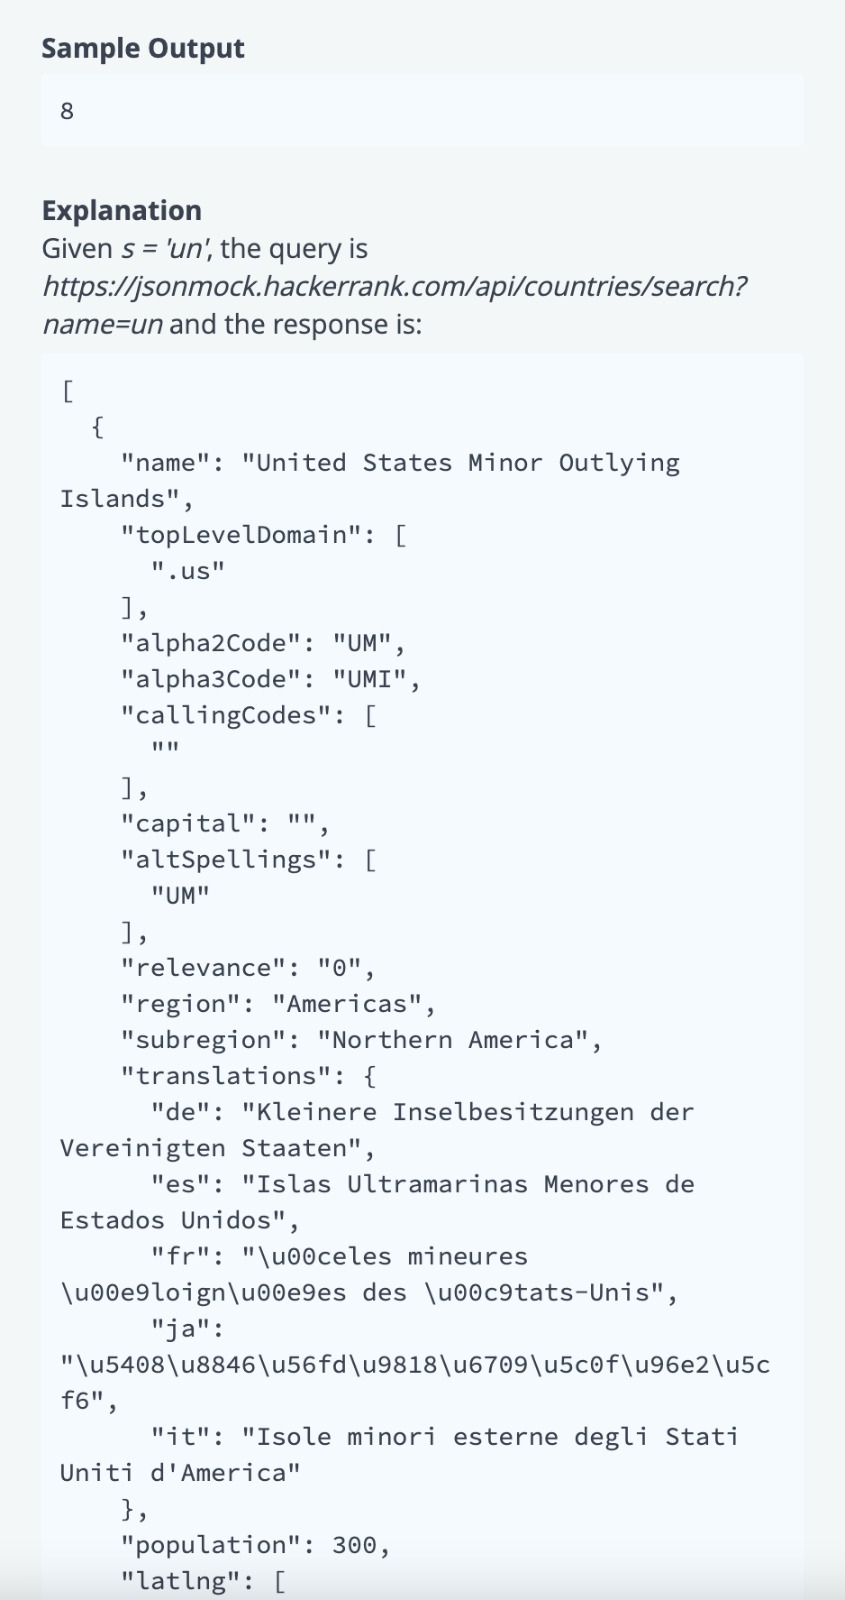 Sample Output
8
Explanation
Given s = 'un', the query is
https://jsonmock.hackerrank.com/api/countries/search?
name=un and the response is:
[
  {
    "name": "United States Minor Outlying
Islands",
    "topLevelDomain": [
      ".us"
    ],
    "alpha2Code": "UM",
    "alpha3Code": "UMI",
    "callingCodes": [
      ""
    ],
    "capital": "",
    "altSpellings": [
      "UM"
    ],
    "relevance": "0",
    "region": "Americas",
    "subregion": "Northern America",
    "translations": {
      "de": "Kleinere Inselbesitzungen der
Vereinigten Staaten",
      "es": "Islas Ultramarinas Menores de
Estados Unidos",
      "fr": "\u00celes mineures
\u00e9loign\u00e9es des \u00c9tats-Unis",
      "ja":
"\u5408\u8846\u56fd\u9818\u6709\u5c0f\u96e2\u5c
f6",
      "it": "Isole minori esterne degli Stati
Uniti d'America"
    },
    "population": 300,
    "latlng": [